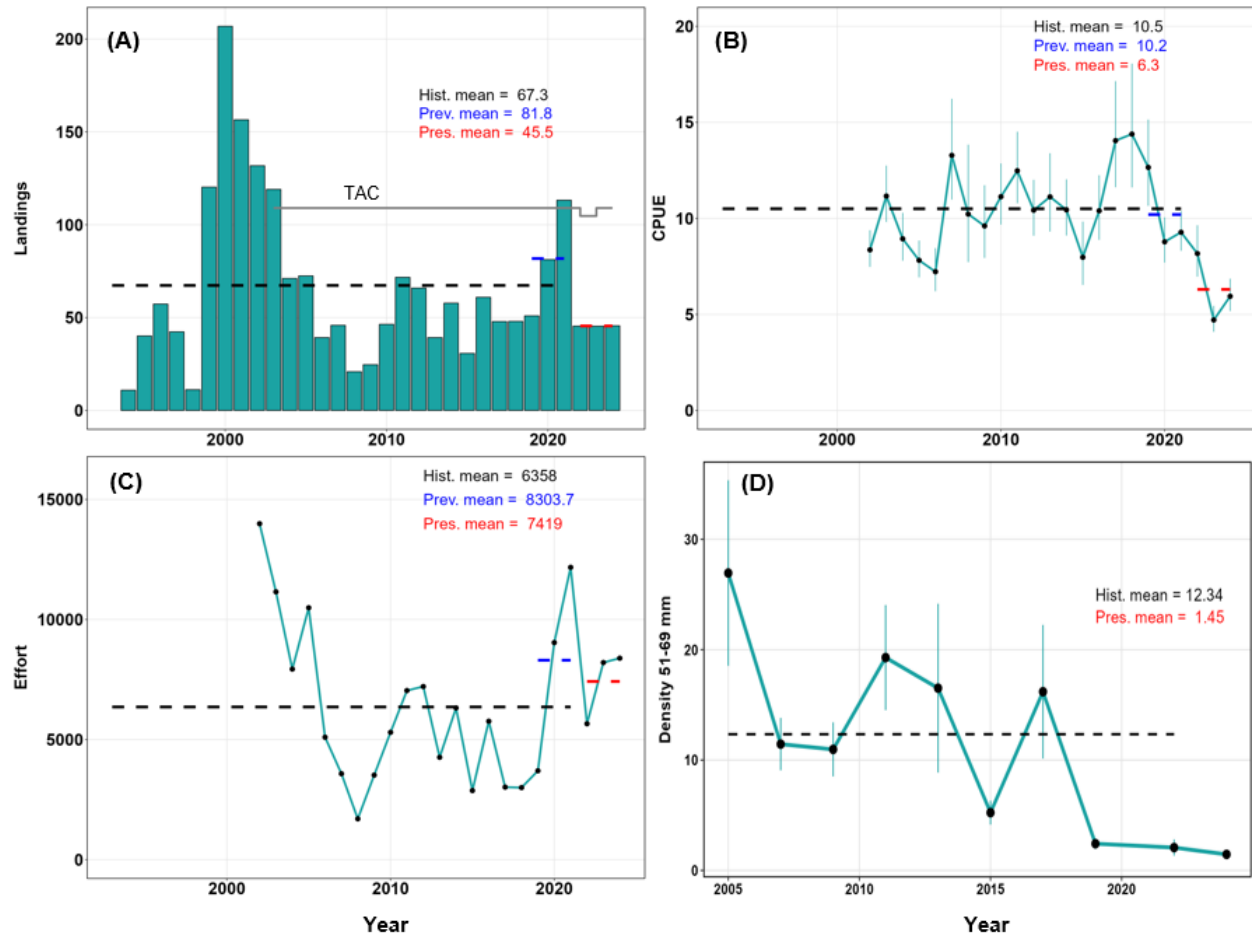 (A)
Hist. mean = 67.3
Prev. mean = 81.8
Pres. mean = 45.5
TAC
Landings
200
150
100
50
0
2000
2010
2020
(B)
Hist. mean = 10.5
Prev. mean = 10.2
Pres. mean = 6.3
CPUE
20
15
10
5
0
2000
2010
2020
(C)
Hist. mean = 6358
Prev. mean = 8303.7
Pres. mean = 7419
Effort
15000
10000
5000
0
2000
2010
2020
Year
(D)
Hist. mean = 12.34
Pres. mean = 1.45
Density 51-69 mm
30
20
10
0
2005
2010
2015
2020
Year